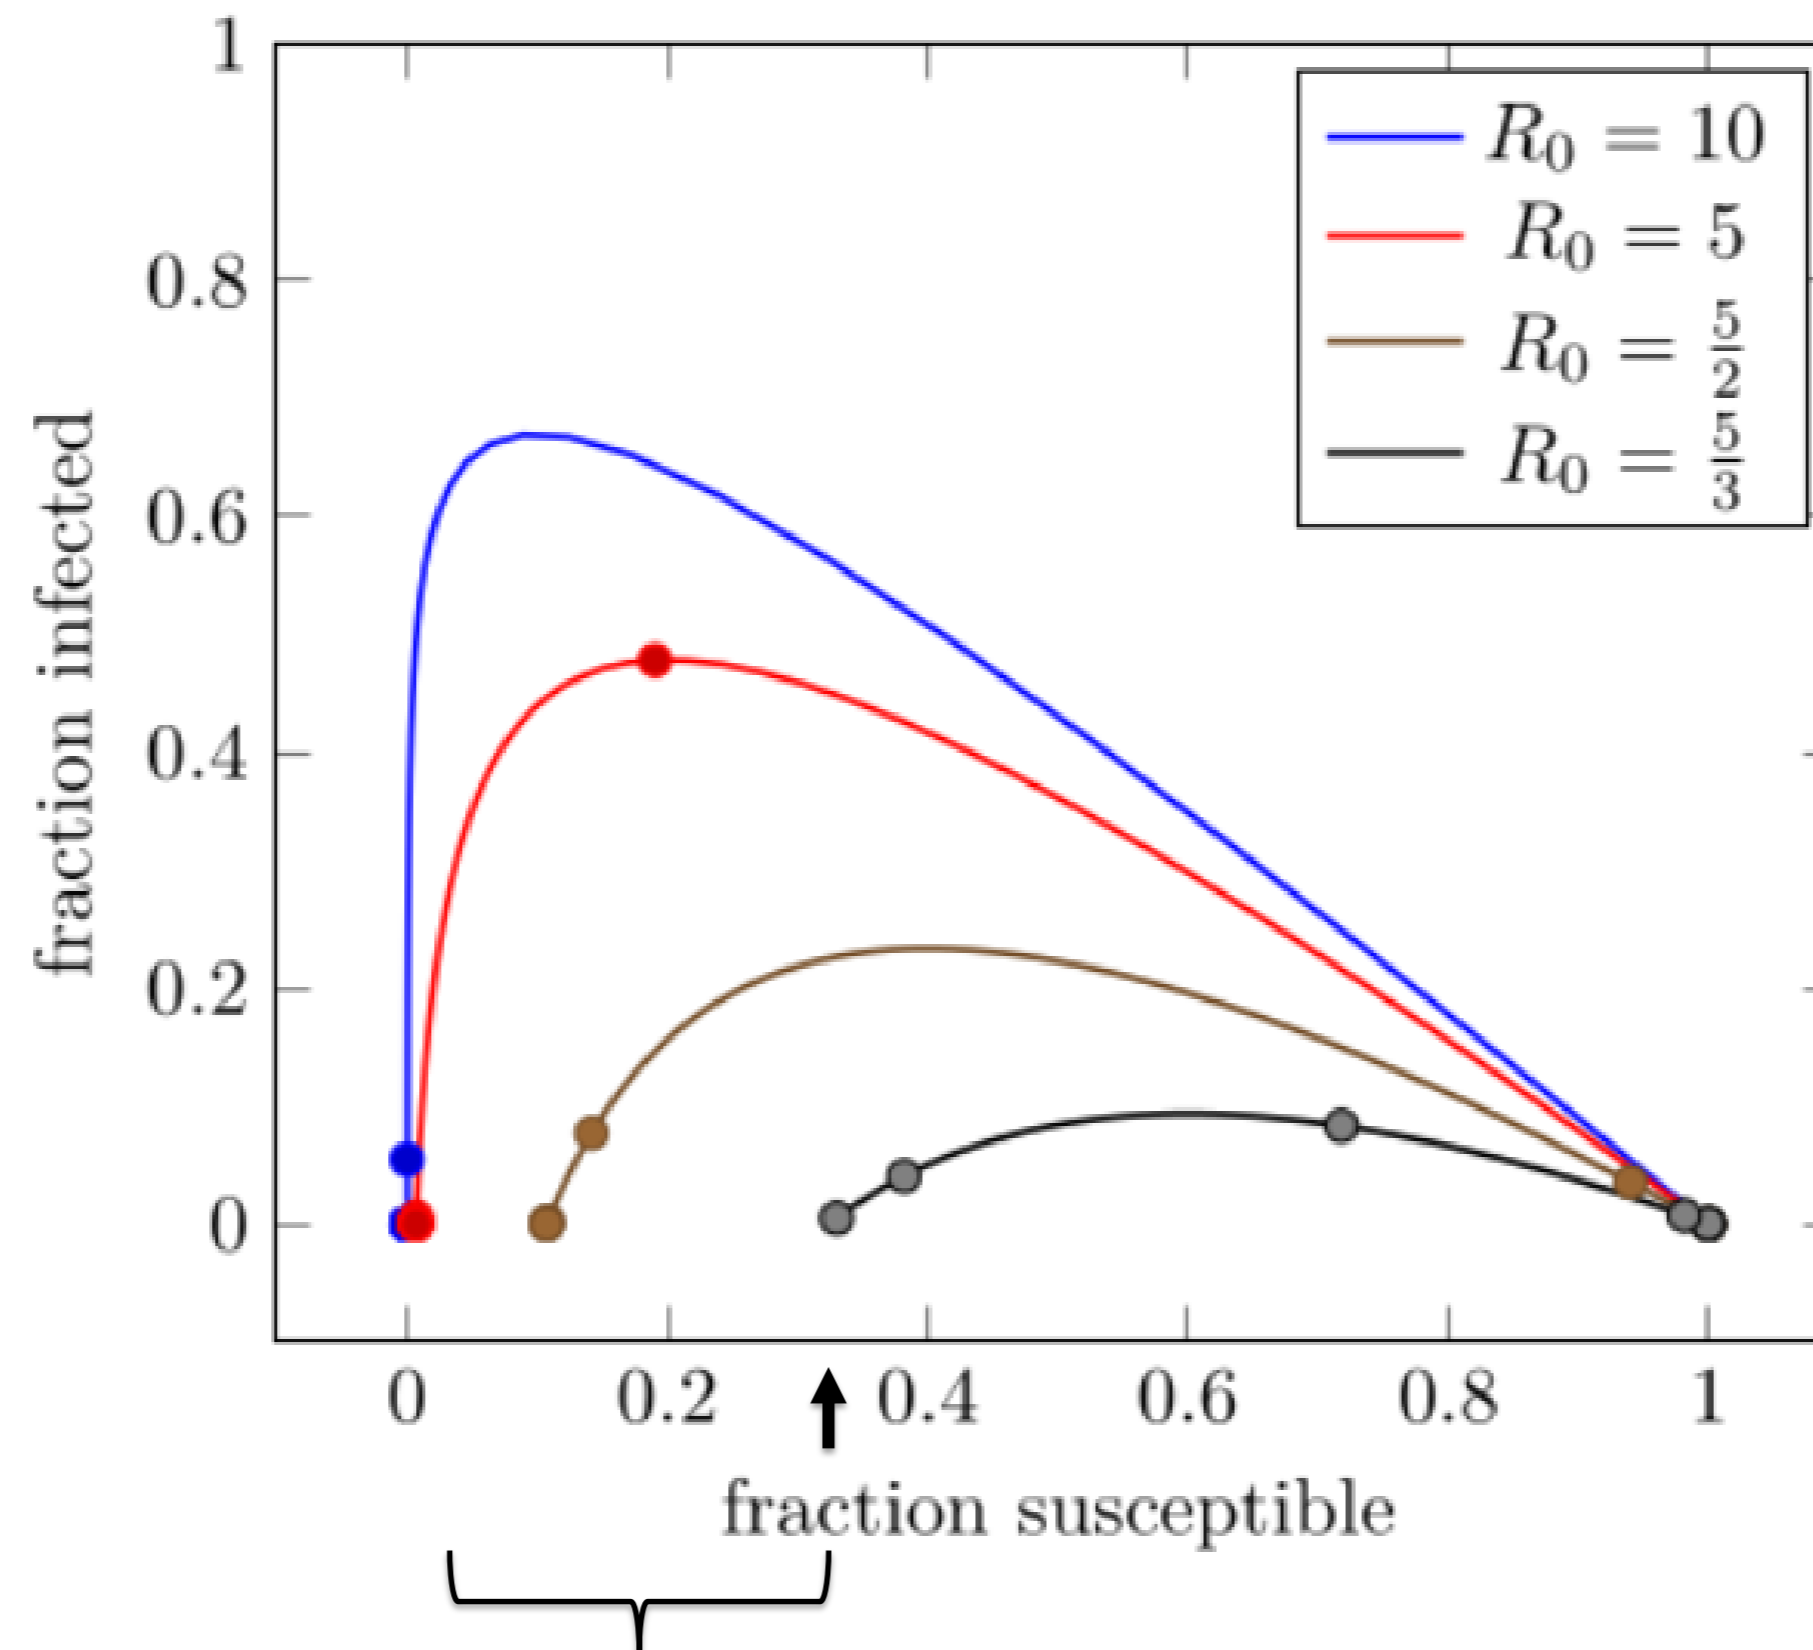 1
0.8
0.6
0.4
0.2
0
fraction infected
R₀ = 10
R₀ = 5
R₀ = 5/2
R₀ = 5/3
0 0.2 0.4 0.6 0.8 1
fraction susceptible